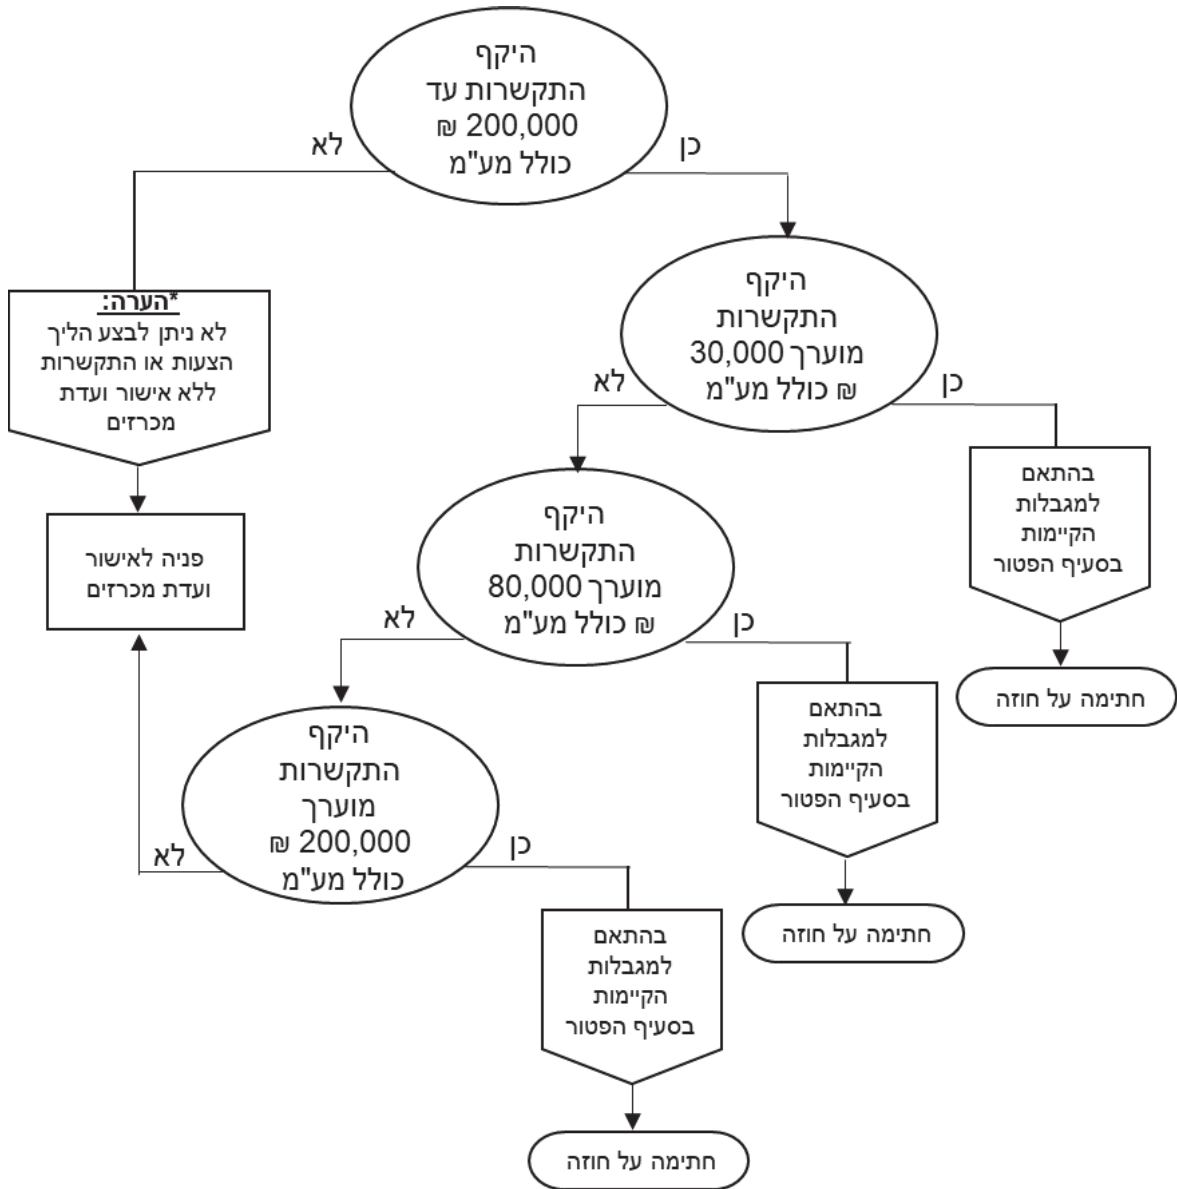 היקף
התקשרות עד
200,000 ₪
כולל מע"מ
לא
כן
היקף
התקשרות
מוערך 30,000
₪ כולל מע"מ
לא
כן
*הערה:
לא ניתן לבצע הליך
הצעות או התקשרות
ללא אישור ועדת
מכרזים
פניה לאישור
ועדת מכרזים
בהתאם
למגבלות
הקיימות
בסעיף הפטור
חתימה על חוזה
היקף
התקשרות
מוערך 80,000
₪ כולל מע"מ
לא
כן
בהתאם
למגבלות
הקיימות
בסעיף הפטור
חתימה על חוזה
היקף
התקשרות
מוערך
200,000 ₪
כולל מע"מ
לא
כן
בהתאם
למגבלות
הקיימות
בסעיף הפטור
חתימה על חוזה